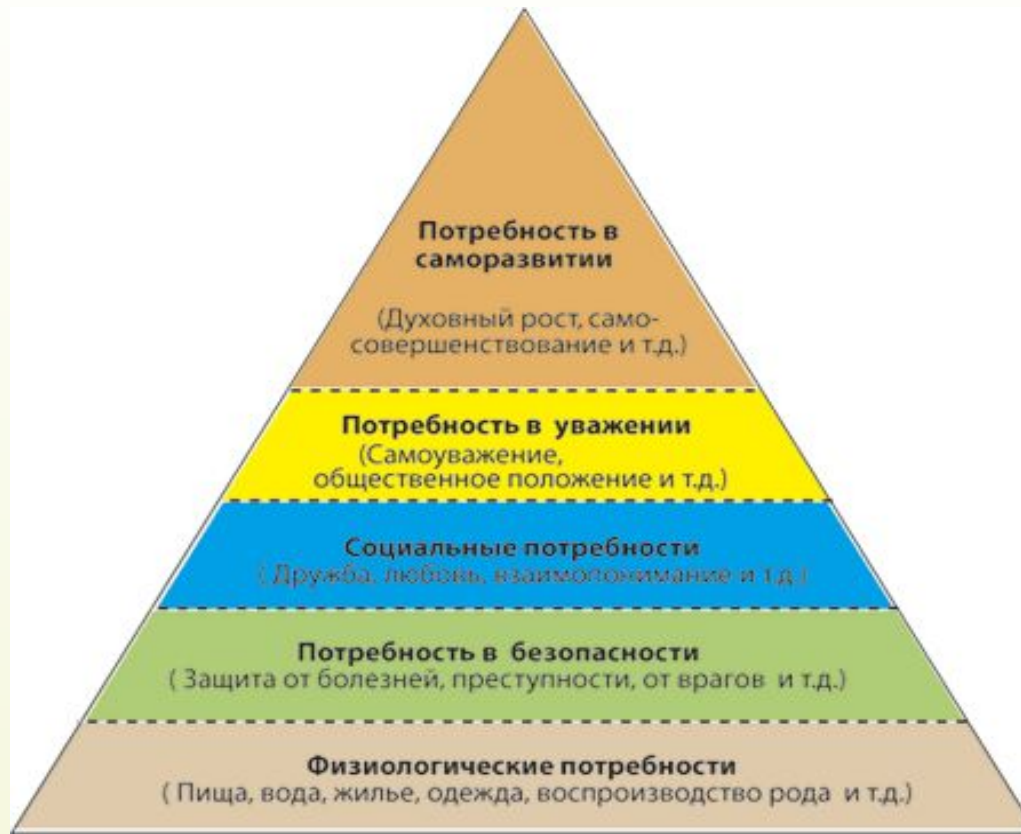 Потребность в
саморазвитии
(Духовный рост, само-
совершенствование и т.д.)
Потребность в уважении
(Самоуважение,
общественное положение и т.д.)
Социальные потребности
( Дружба, любовь, взаимопонимание и т.д.)
Потребность в безопасности
( Защита от болезней, преступности, от врагов и т.д.)
Физиологические потребности
( Пища, вода, жилье, одежда, воспроизводство рода и т.д.)